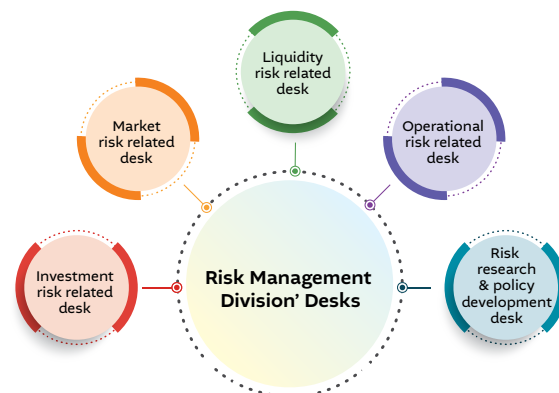 Liquidity
risk related
desk
Market
risk related
desk
Operational
risk related
desk
Investment
risk related
desk
Risk Management
Division’ Desks
Risk
research
& policy
development
desk